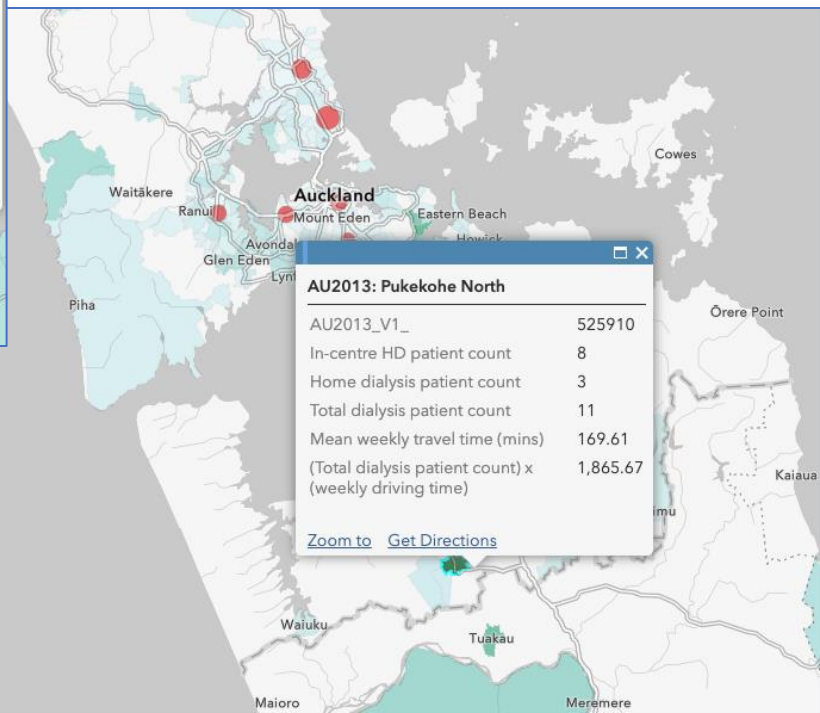 Cowes
Waitākere
Auckland
Ranui
Mount Eden
Eastern Beach
Avondal
Howick
Glen Eden
Lynf
AU2013: Pukekohe North
Piha
Ōrere Point
AU2013_V1_ 525910
In-centre HD patient count 8
Home dialysis patient count 3
Total dialysis patient count 11
Mean weekly travel time (mins) 169.61
(Total dialysis patient count) x 1,865.67
(weekly driving time)
Kaiaua
imu
Zoom to Get Directions
Waiuku
Tuakau
Maioro
Meremere